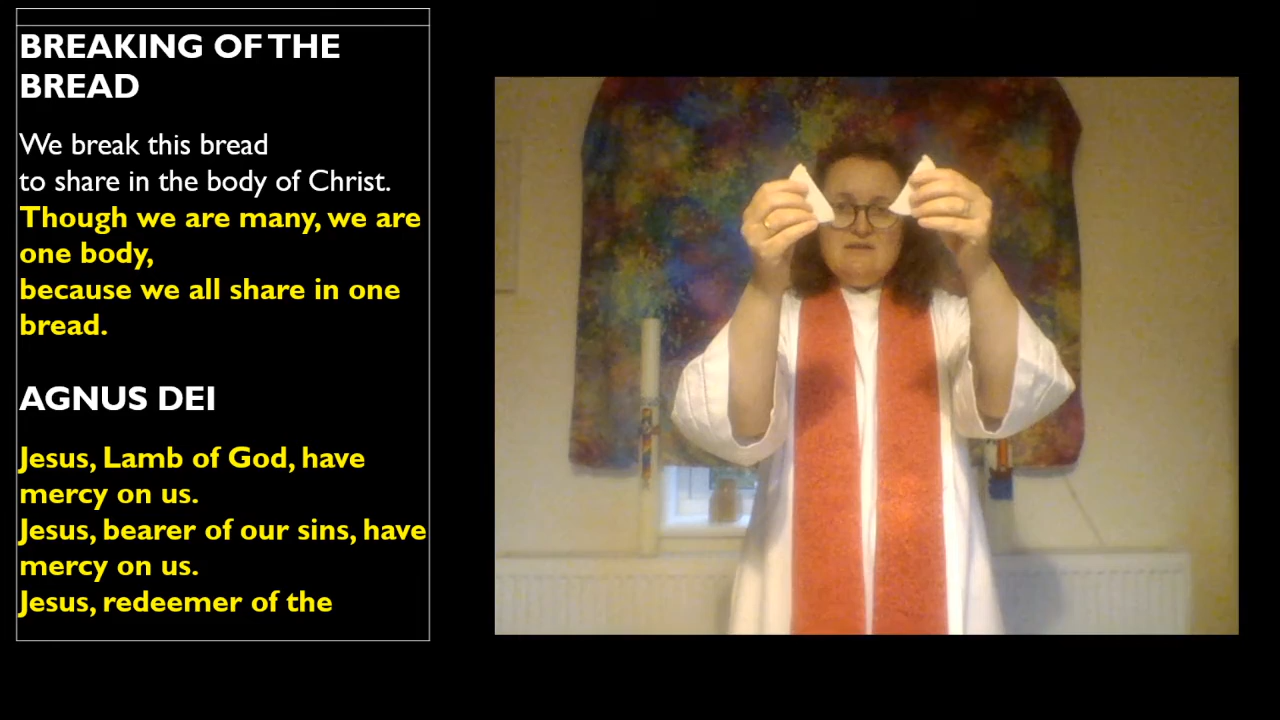 BREAKING OF THE
BREAD
We break this bread
to share in the body of Christ.
Though we are many, we are
one body,
because we all share in one
bread.
AGNUS DEI
Jesus, Lamb of God, have
mercy on us.
Jesus, bearer of our sins, have
mercy on us.
Jesus, redeemer of the